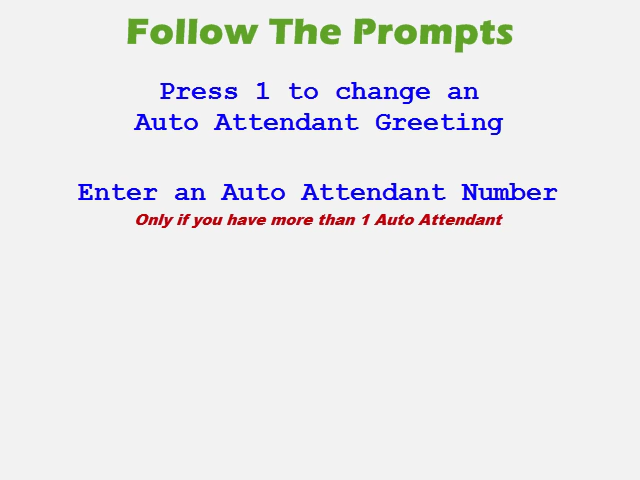 Follow The Prompts
Press 1 to change an
Auto Attendant Greeting
Enter an Auto Attendant Number
Only if you have more than 1 Auto Attendant